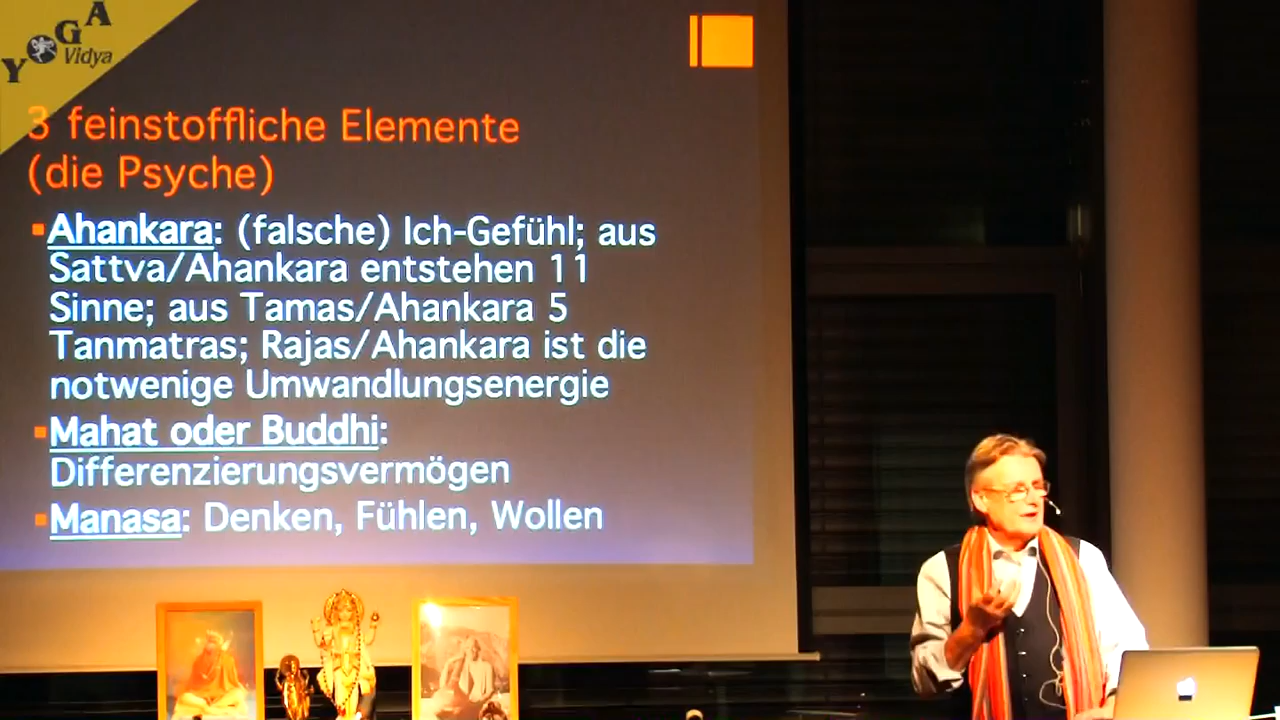 YOGA
Vidya
3 feinstoffliche Elemente
(die Psyche)
Ahankara: (falsche) Ich-Gefühl; aus
Sattva/Ahankara entstehen 11
Sinne; aus Tamas/Ahankara 5
Tanmatras; Rajas/Ahankara ist die
notwenige Umwandlungsenergie
Mahat oder Buddhi:
Differenzierungsvermögen
Manasa: Denken, Fühlen, Wollen